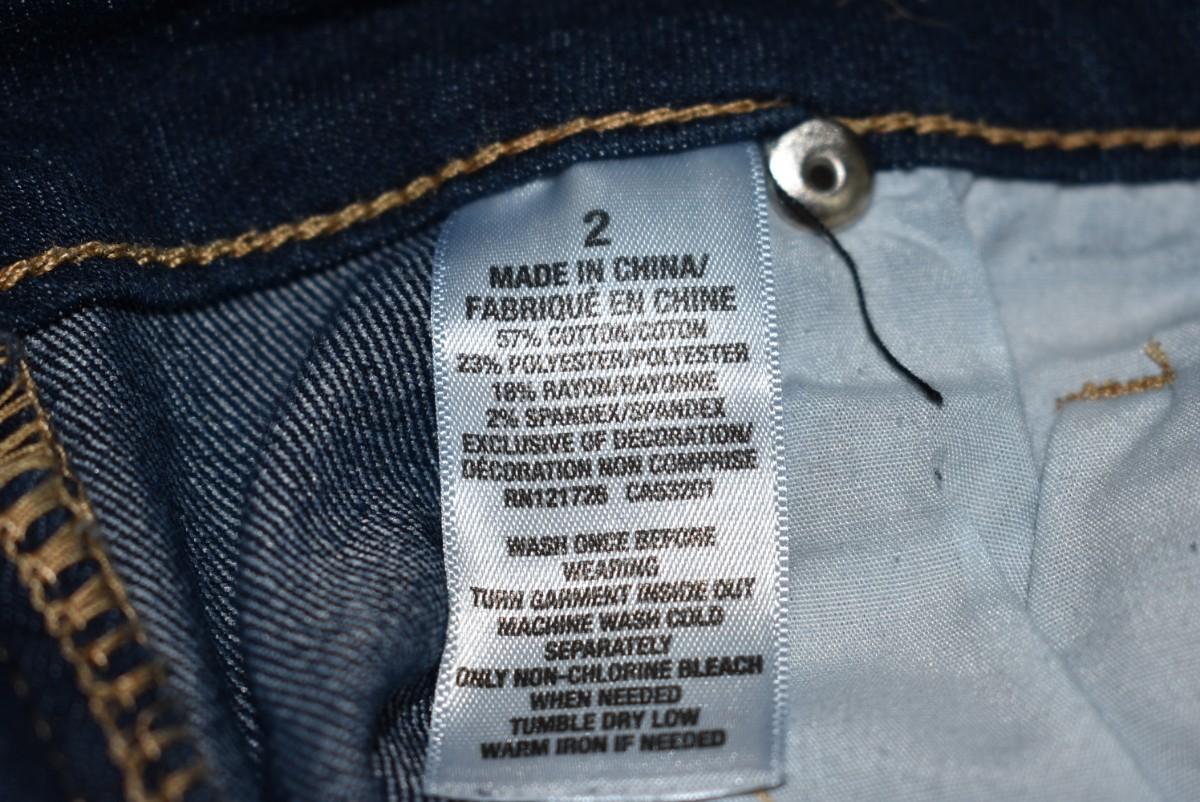 2
MADE IN CHINA/
FABRIQUÉ EN CHINE
57% COTTON/COTON
23% POLYESTER/POLYESTER
18% RAYON/RAYONNE
2% SPANDEX/SPANDEX
EXCLUSIVE OF DECORATION/
DÉCORATION NON COMPRISE
RN121726 CA53201
WASH ONCE BEFORE
WEARING
TURN GARMENT INSIDE OUT
MACHINE WASH COLD
SEPARATELY
ONLY NON-CHLORINE BLEACH
WHEN NEEDED
TUMBLE DRY LOW
WARM IRON IF NEEDED